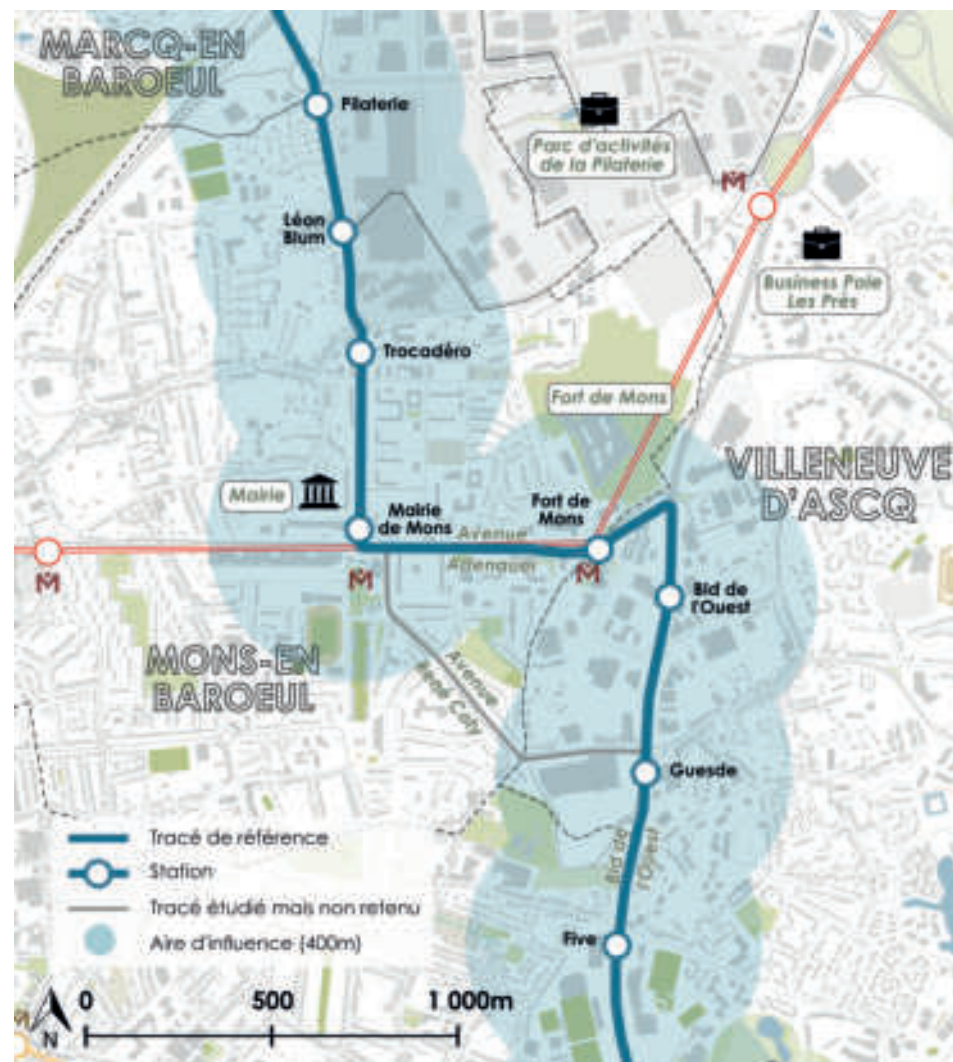 MARCQ-EN
BAROEUL
Pilaterie
Parc d'activités
de la Pilaterie
M
Léon
Blum
Business Pole
Les Près
Trocadéro
Fort de Mons
VILLENEUVE
D'ASCQ
Mairie
Mairie
de Mons
Fort de
Mons
Avenue
Adenauer
M
M
M
Bld de
l'Ouest
MONS-EN
BAROEUL
Avenue
René Coty
Guesde
Bld de
l'Ouest
Five
Tracé de référence
Station
Tracé étudié mais non retenu
Aire d'influence (400m)
N
0 500 1 000m